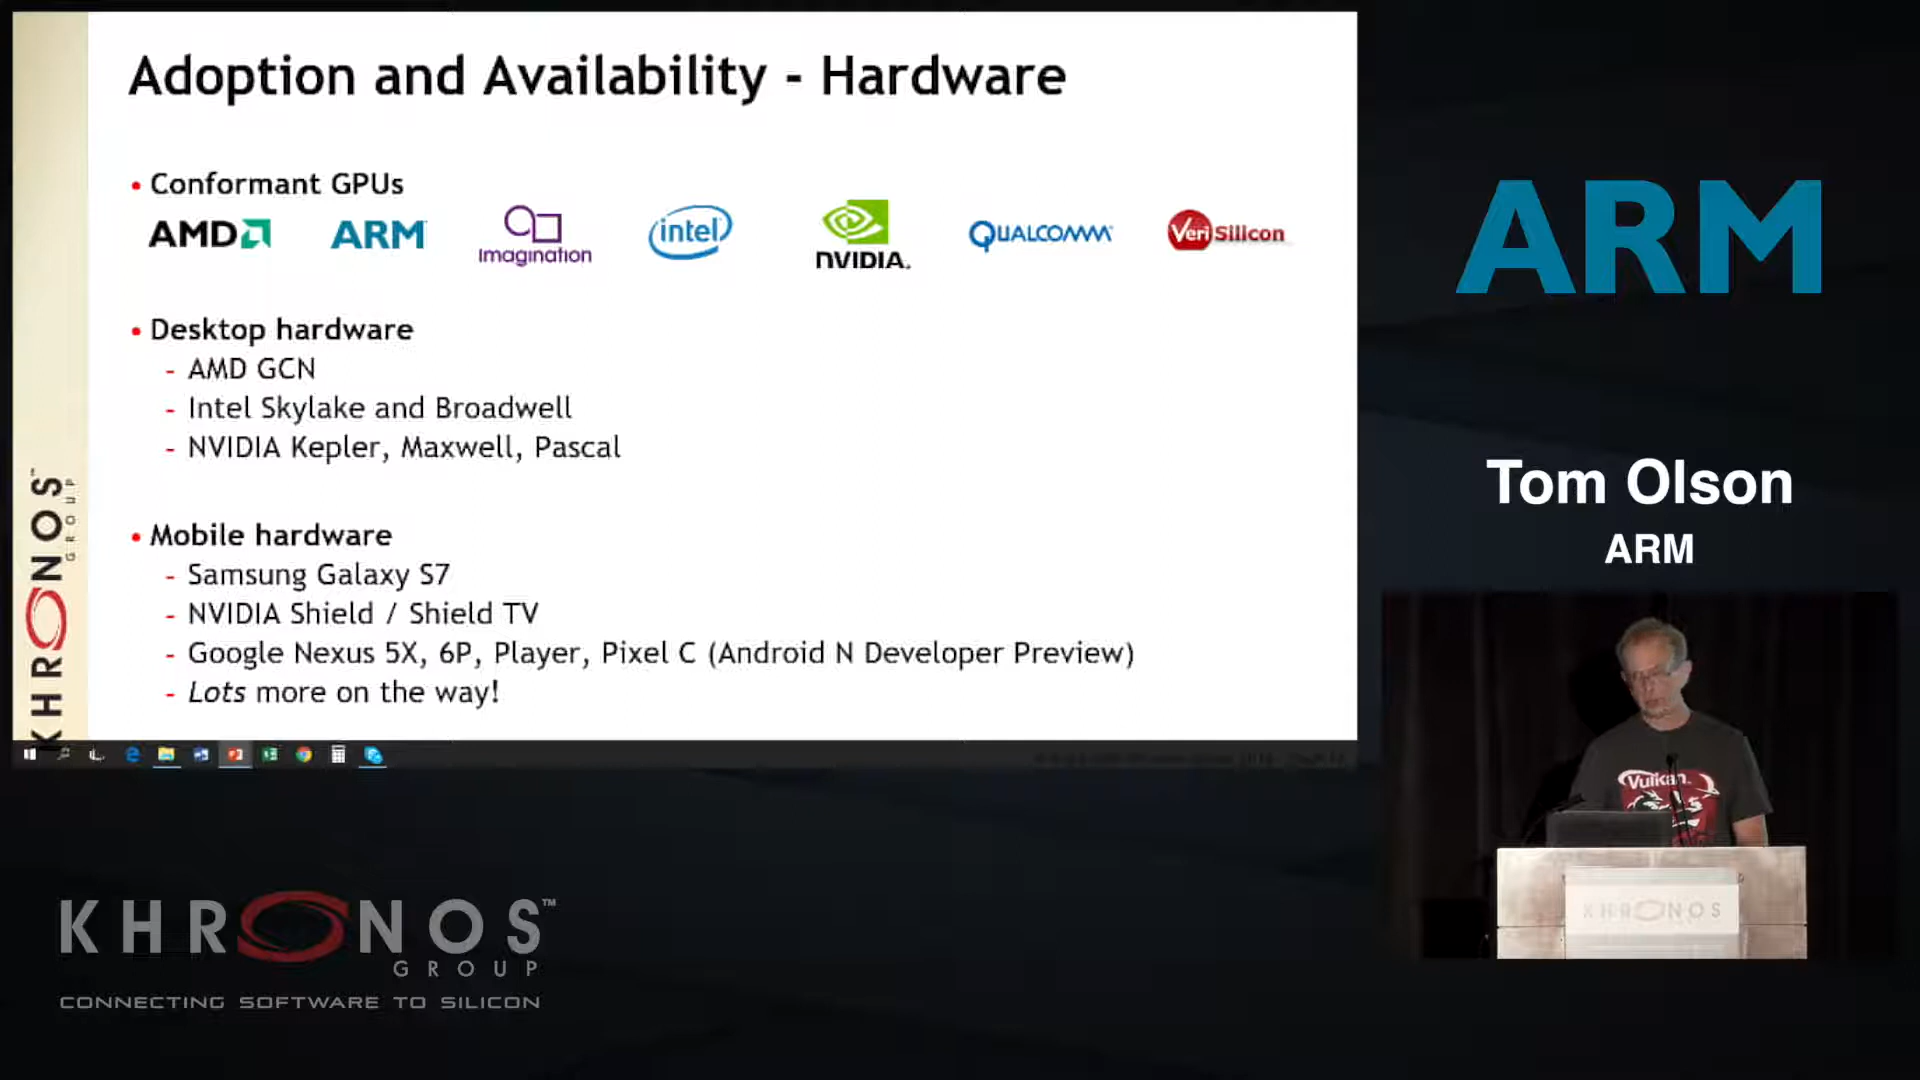 Adoption and Availability - Hardware
• Conformant GPUs
AMD ARM Imagination intel NVIDIA. QUALCOMM VeriSilicon
• Desktop hardware
- AMD GCN
- Intel Skylake and Broadwell
- NVIDIA Kepler, Maxwell, Pascal
• Mobile hardware
- Samsung Galaxy S7
- NVIDIA Shield / Shield TV
- Google Nexus 5X, 6P, Player, Pixel C (Android N Developer Preview)
- Lots more on the way!
KHRONOS™
GROUP
ARM
Tom Olson
ARM
Vulkan
KHRONOS
KHRONOS™
GROUP
CONNECTING SOFTWARE TO SILICON